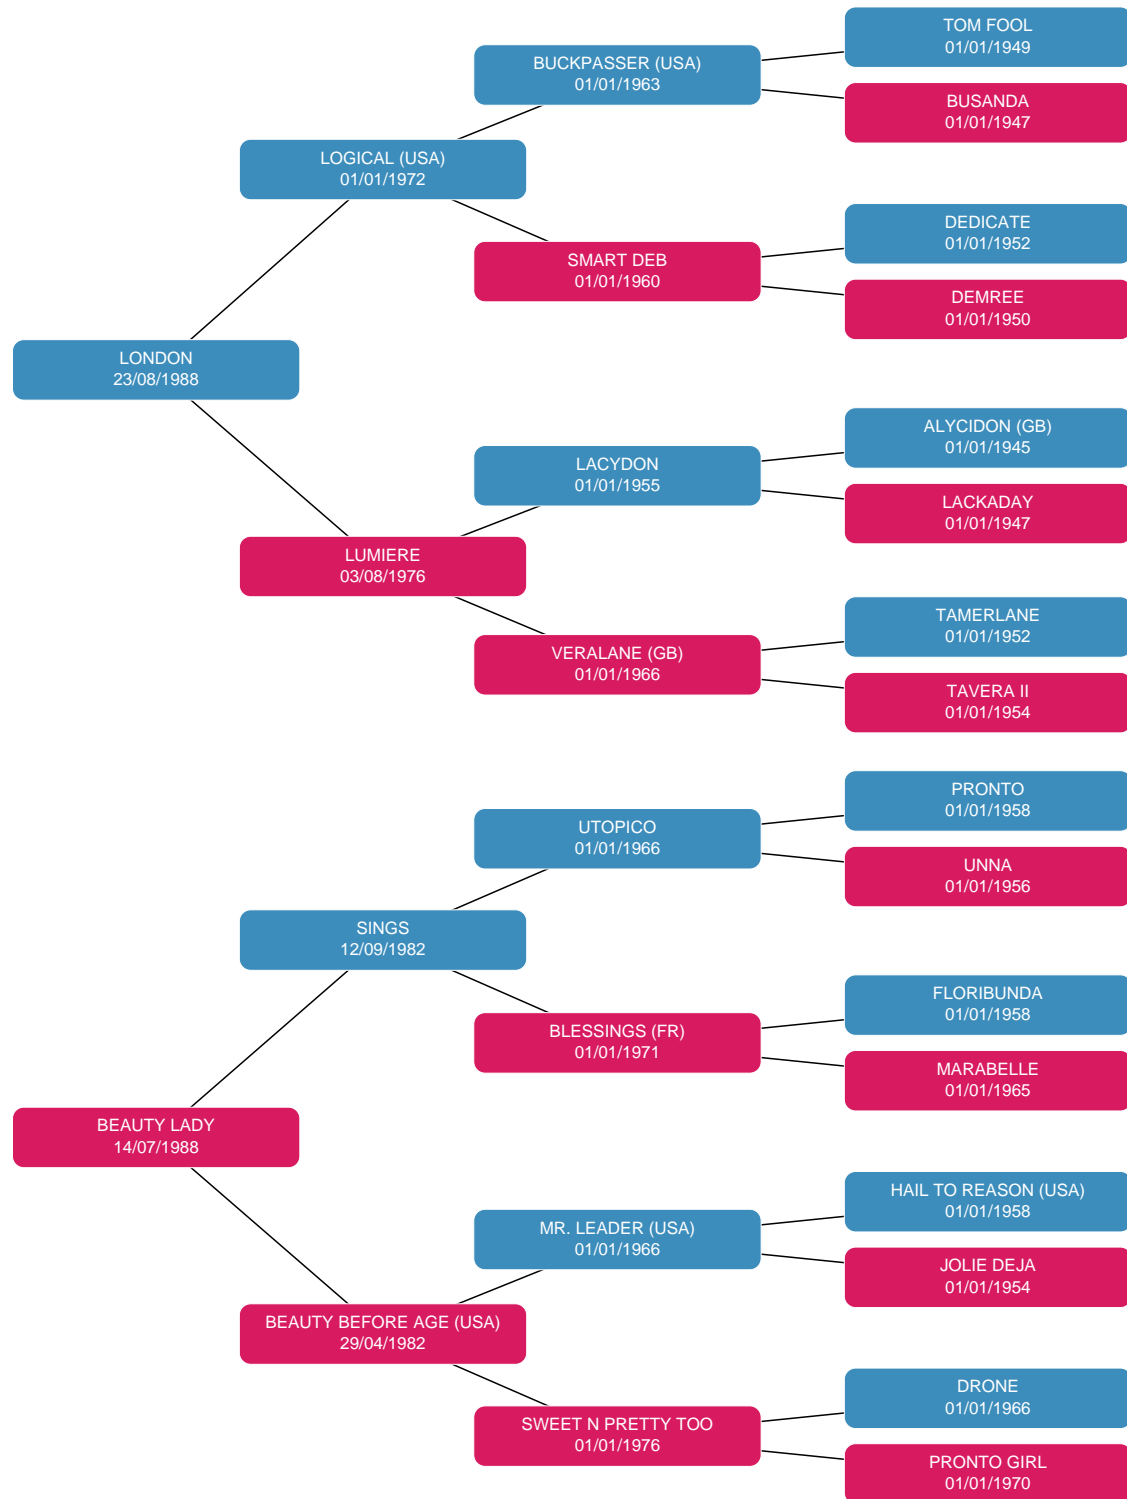 TOM FOOL
01/01/1949
BUCKPASSER (USA)
01/01/1963
BUSANDA
01/01/1947
LOGICAL (USA)
01/01/1972
DEDICATE
01/01/1952
SMART DEB
01/01/1960
DEMREE
01/01/1950
LONDON
23/08/1988
ALYCIDON (GB)
01/01/1945
LACYDON
01/01/1955
LACKADAY
01/01/1947
LUMIERE
03/08/1976
TAMERLANE
01/01/1952
VERALANE (GB)
01/01/1966
TAVERA II
01/01/1954
PRONTO
01/01/1958
UTOPICO
01/01/1966
UNNA
01/01/1956
SINGS
12/09/1982
FLORIBUNDA
01/01/1958
BLESSINGS (FR)
01/01/1971
MARABELLE
01/01/1965
BEAUTY LADY
14/07/1988
HAIL TO REASON (USA)
01/01/1958
MR. LEADER (USA)
01/01/1966
JOLIE DEJA
01/01/1954
BEAUTY BEFORE AGE (USA)
29/04/1982
DRONE
01/01/1966
SWEET N PRETTY TOO
01/01/1976
PRONTO GIRL
01/01/1970